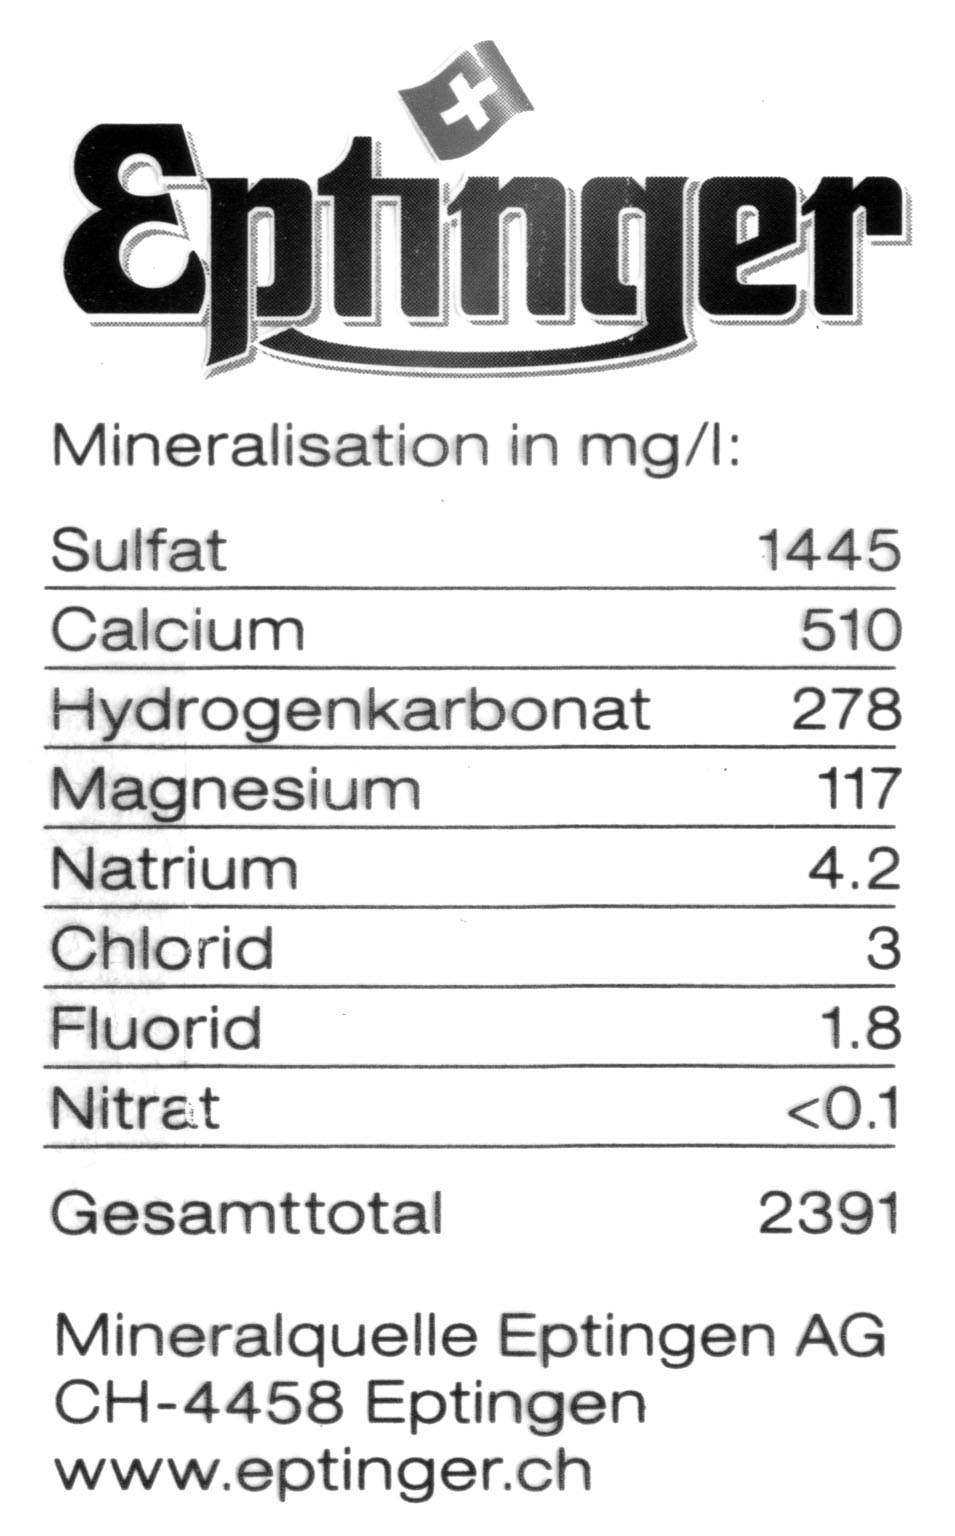 Eptinger
Mineralisation in mg/l:
Sulfat 1445
Calcium 510
Hydrogenkarbonat 278
Magnesium 117
Natrium 4.2
Chlorid 3
Fluorid 1.8
Nitrat <0.1
Gesamttotal 2391
Mineralquelle Eptingen AG
CH-4458 Eptingen
www.eptinger.ch